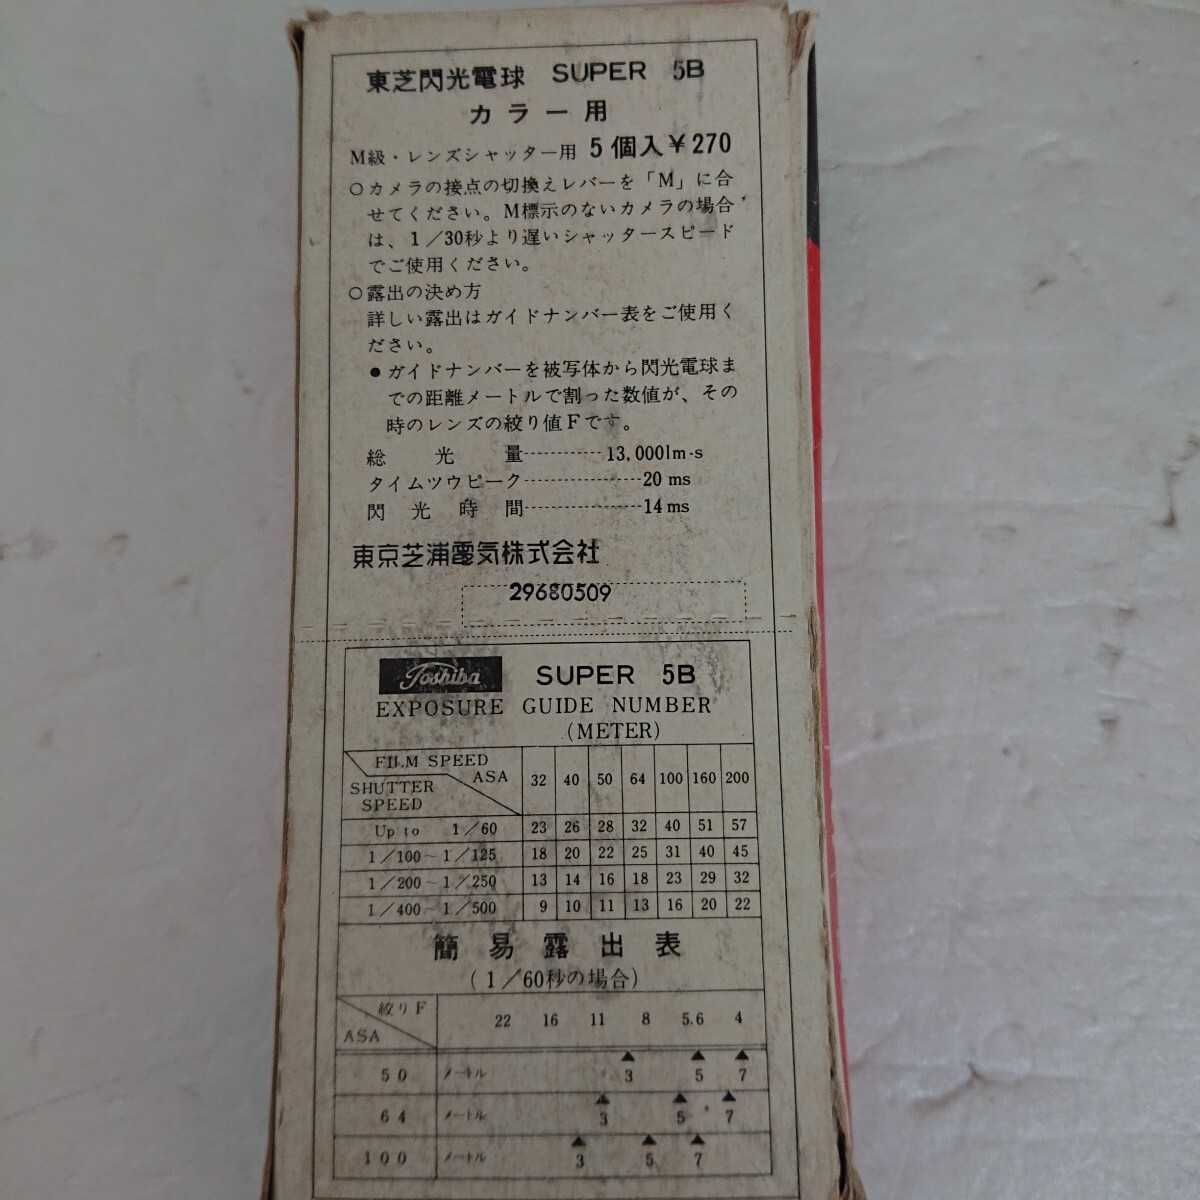 東芝閃光電球 SUPER 5B
カラー用
M級・レンズシャッター用 5個入￥270
○カメラの接点の切換えレバーを「M」に合
せてください。M標示のないカメラの場合
は、1／30秒より遅いシャッタースピード
でご使用ください。
○露出の決め方
詳しい露出はガイドナンバー表をご使用く
ださい。
●ガイドナンバーを被写体から閃光電球ま
での距離メートルで割った数値が、その
時のレンズの絞り値Fです。
総光量 13,000lm-s
タイムツウピーク 20 ms
閃光時間 14ms
東京芝浦電気株式会社
29680509
Toshiba SUPER 5B
EXPOSURE GUIDE NUMBER
(METER)
FILM SPEED ASA 32 40 50 64 100 160 200
SHUTTER SPEED
Up to 1／60 23 26 28 32 40 51 57
1／100~1／125 18 20 22 25 31 40 45
1／200~1／250 13 14 16 18 23 29 32
1／400~1／500 9 10 11 13 16 20 22
簡易露出表
(1／60秒の場合)
絞りF 22 16 11 8 5.6 4
ASA
50 メートル ▲3 ▲5 ▲7
64 メートル ▲3 ▲5 ▲7
100 メートル ▲3 ▲5 ▲7